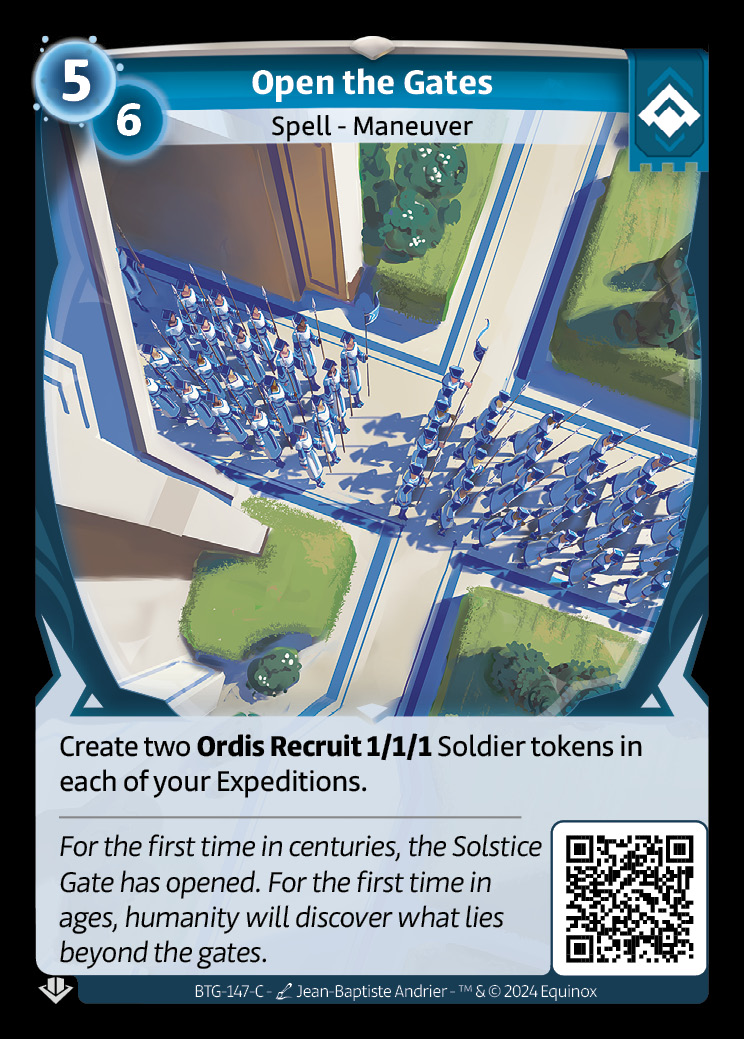 5
Open the Gates
6
Spell - Maneuver
Create two Ordis Recruit 1/1/1 Soldier tokens in
each of your Expeditions.
For the first time in centuries, the Solstice
Gate has opened. For the first time in
ages, humanity will discover what lies
beyond the gates.
BTG-147-C - Jean-Baptiste Andrier - ™ & © 2024 Equinox